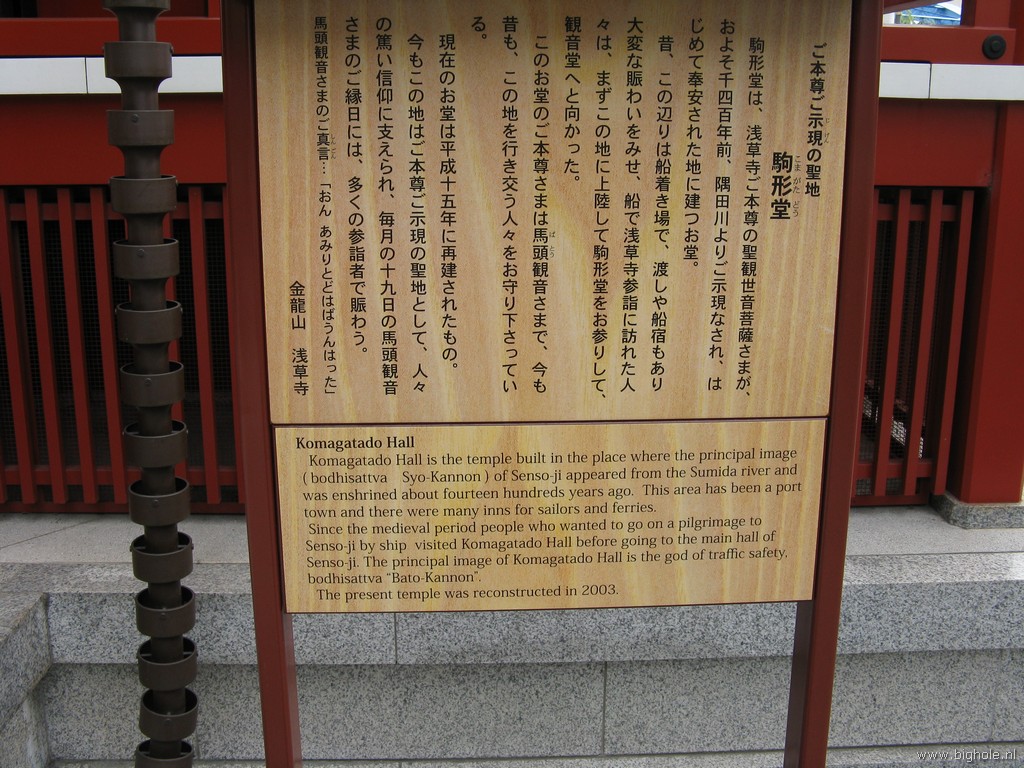 ご本尊ご示現の聖地
じげん
駒形堂
こまがたどう
駒形堂は、浅草寺ご本尊の聖観世音菩薩さまが、
およそ千四百年前、隅田川よりご示現なされ、は
じめて奉安された地に建つお堂。
昔、この辺りは船着き場で、渡しや船宿もあり
大変な賑わいをみせ、船で浅草寺参詣に訪れた人
々は、まずこの地に上陸して駒形堂をお参りして、
観音堂へと向かった。
このお堂のご本尊さまは馬頭観音さまで、今も
ばとう
昔も、この地を行き交う人々をお守り下さってい
る。
現在のお堂は平成十五年に再建されたもの。
今もこの地はご本尊ご示現の聖地として、人々
の篤い信仰に支えられ、毎月の十九日の馬頭観音
さまのご縁日には、多くの参詣者で賑わう。
馬頭観音さまのご真言…「おん あみりとどはばうんはった」
しんごん
金龍山 浅草寺
Komagatado Hall
Komagatado Hall is the temple built in the place where the principal image
( bodhisattva Syo-Kannon ) of Senso-ji appeared from the Sumida river and
was enshrined about fourteen hundreds years ago. This area has been a port
town and there were many inns for sailors and ferries.
Since the medieval period people who wanted to go on a pilgrimage to
Senso-ji by ship visited Komagatado Hall before going to the main hall of
Senso-ji. The principal image of Komagatado Hall is the god of traffic safety,
bodhisattva “Bato-Kannon”.
The present temple was reconstructed in 2003.
www.bighole.nl